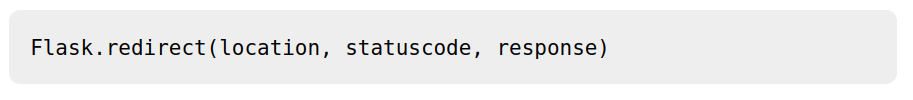 Flask.redirect(location, statuscode, response)